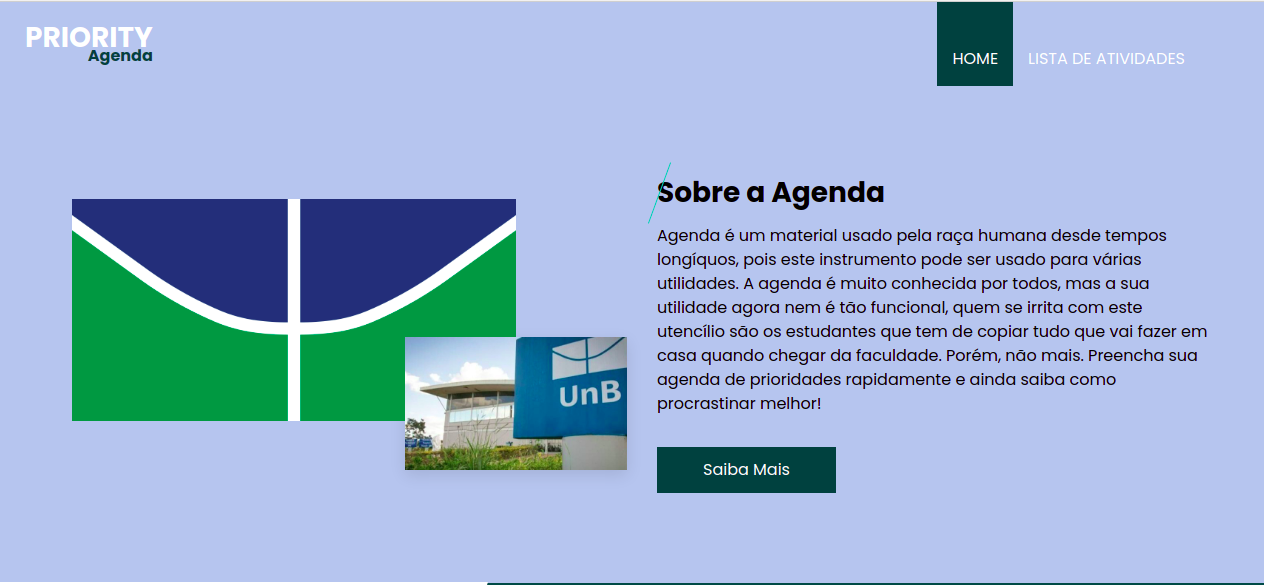 PRIORITY
Agenda
HOME
LISTA DE ATIVIDADES
Sobre a Agenda
Agenda é um material usado pela raça humana desde tempos
longíquos, pois este instrumento pode ser usado para várias
utilidades. A agenda é muito conhecida por todos, mas a sua
utilidade agora nem é tão funcional, quem se irrita com este
utencílio são os estudantes que tem de copiar tudo que vai fazer em
casa quando chegar da faculdade. Porém, não mais. Preencha sua
agenda de prioridades rapidamente e ainda saiba como
procrastinar melhor!
UnB
Saiba Mais